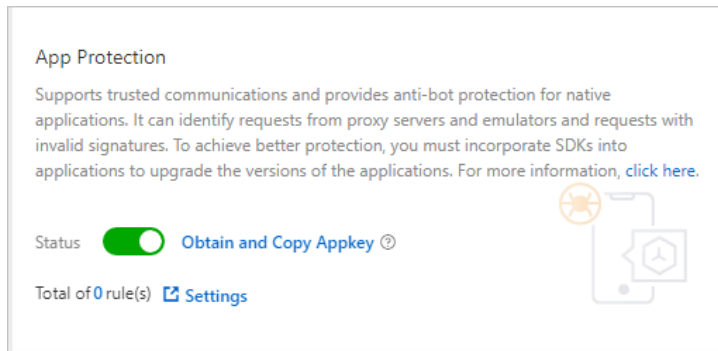 App Protection
Supports trusted communications and provides anti-bot protection for native
applications. It can identify requests from proxy servers and emulators and requests with
invalid signatures. To achieve better protection, you must incorporate SDKs into
applications to upgrade the versions of the applications. For more information, click here.
Status Obtain and Copy Appkey ?
Total of 0 rule(s) Settings